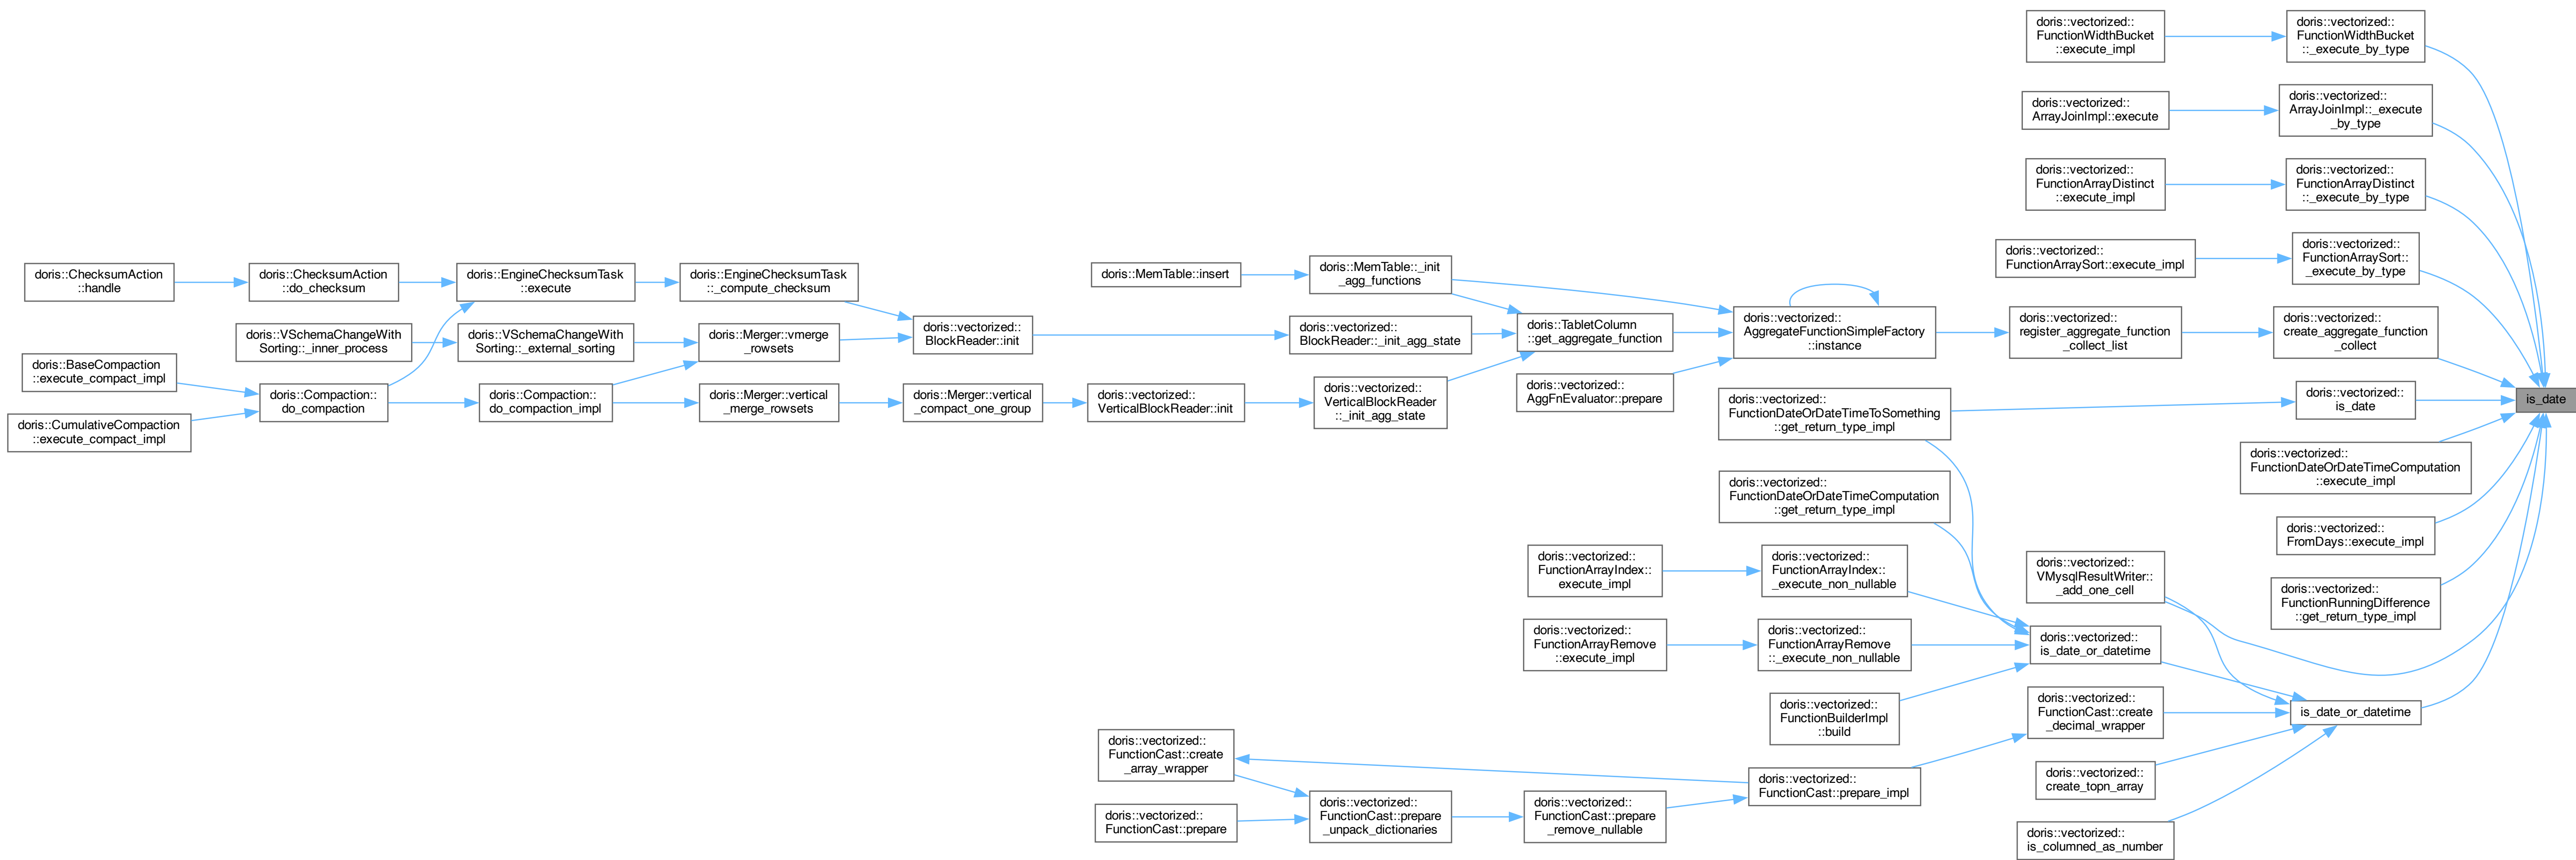 doris::vectorized::
FunctionWidthBucket
::execute_impl
doris::vectorized::
FunctionWidthBucket
::_execute_by_type
doris::vectorized::
ArrayJoinImpl::execute
doris::vectorized::
ArrayJoinImpl::_execute
_by_type
doris::vectorized::
FunctionArrayDistinct
::execute_impl
doris::vectorized::
FunctionArrayDistinct
::_execute_by_type
doris::vectorized::
FunctionArraySort::execute_impl
doris::vectorized::
FunctionArraySort::
_execute_by_type
doris::ChecksumAction
::handle
doris::ChecksumAction
::do_checksum
doris::EngineChecksumTask
::execute
doris::EngineChecksumTask
::_compute_checksum
doris::MemTable::insert
doris::MemTable::_init
_agg_functions
doris::VSchemaChangeWith
Sorting::_inner_process
doris::VSchemaChangeWith
Sorting::_external_sorting
doris::Merger::vmerge
_rowsets
doris::vectorized::
BlockReader::init
doris::vectorized::
BlockReader::_init_agg_state
doris::TabletColumn
::get_aggregate_function
doris::vectorized::
AggregateFunctionSimpleFactory
::instance
doris::vectorized::
register_aggregate_function
_collect_list
doris::vectorized::
create_aggregate_function
_collect
doris::BaseCompaction
::execute_compact_impl
doris::CumulativeCompaction
::execute_compact_impl
doris::Compaction::
do_compaction
doris::Compaction::
do_compaction_impl
doris::Merger::vertical
_merge_rowsets
doris::Merger::vertical
_compact_one_group
doris::vectorized::
VerticalBlockReader::init
doris::vectorized::
VerticalBlockReader
::_init_agg_state
doris::vectorized::
AggFnEvaluator::prepare
doris::vectorized::
FunctionDateOrDateTimeToSomething
::get_return_type_impl
doris::vectorized::
is_date
is_date
doris::vectorized::
FunctionDateOrDateTimeComputation
::execute_impl
doris::vectorized::
FunctionDateOrDateTimeComputation
::get_return_type_impl
doris::vectorized::
FromDays::execute_impl
doris::vectorized::
FunctionArrayIndex::
execute_impl
doris::vectorized::
FunctionArrayIndex::
_execute_non_nullable
doris::vectorized::
VMysqlResultWriter::
_add_one_cell
doris::vectorized::
FunctionRunningDifference
::get_return_type_impl
doris::vectorized::
FunctionArrayRemove
::execute_impl
doris::vectorized::
FunctionArrayRemove
::_execute_non_nullable
doris::vectorized::
is_date_or_datetime
doris::vectorized::
FunctionBuilderImpl
::build
doris::vectorized::
FunctionCast::create
_decimal_wrapper
is_date_or_datetime
doris::vectorized::
FunctionCast::create
_array_wrapper
doris::vectorized::
FunctionCast::prepare_impl
doris::vectorized::
create_topn_array
doris::vectorized::
FunctionCast::prepare
doris::vectorized::
FunctionCast::prepare
_unpack_dictionaries
doris::vectorized::
FunctionCast::prepare
_remove_nullable
doris::vectorized::
is_columned_as_number